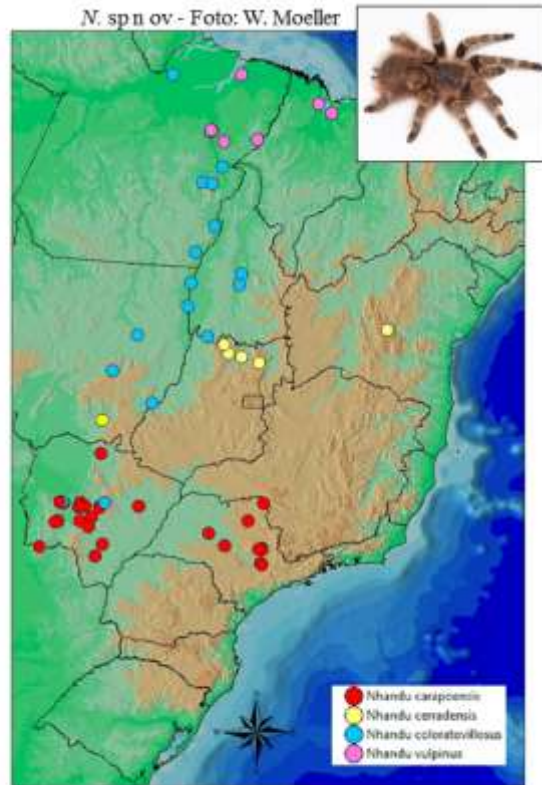 N. sp n ov - Foto: W. Moeller
Nhandu carapoensis
Nhandu cerradensis
Nhandu coloratovillosus
Nhandu vulpinus